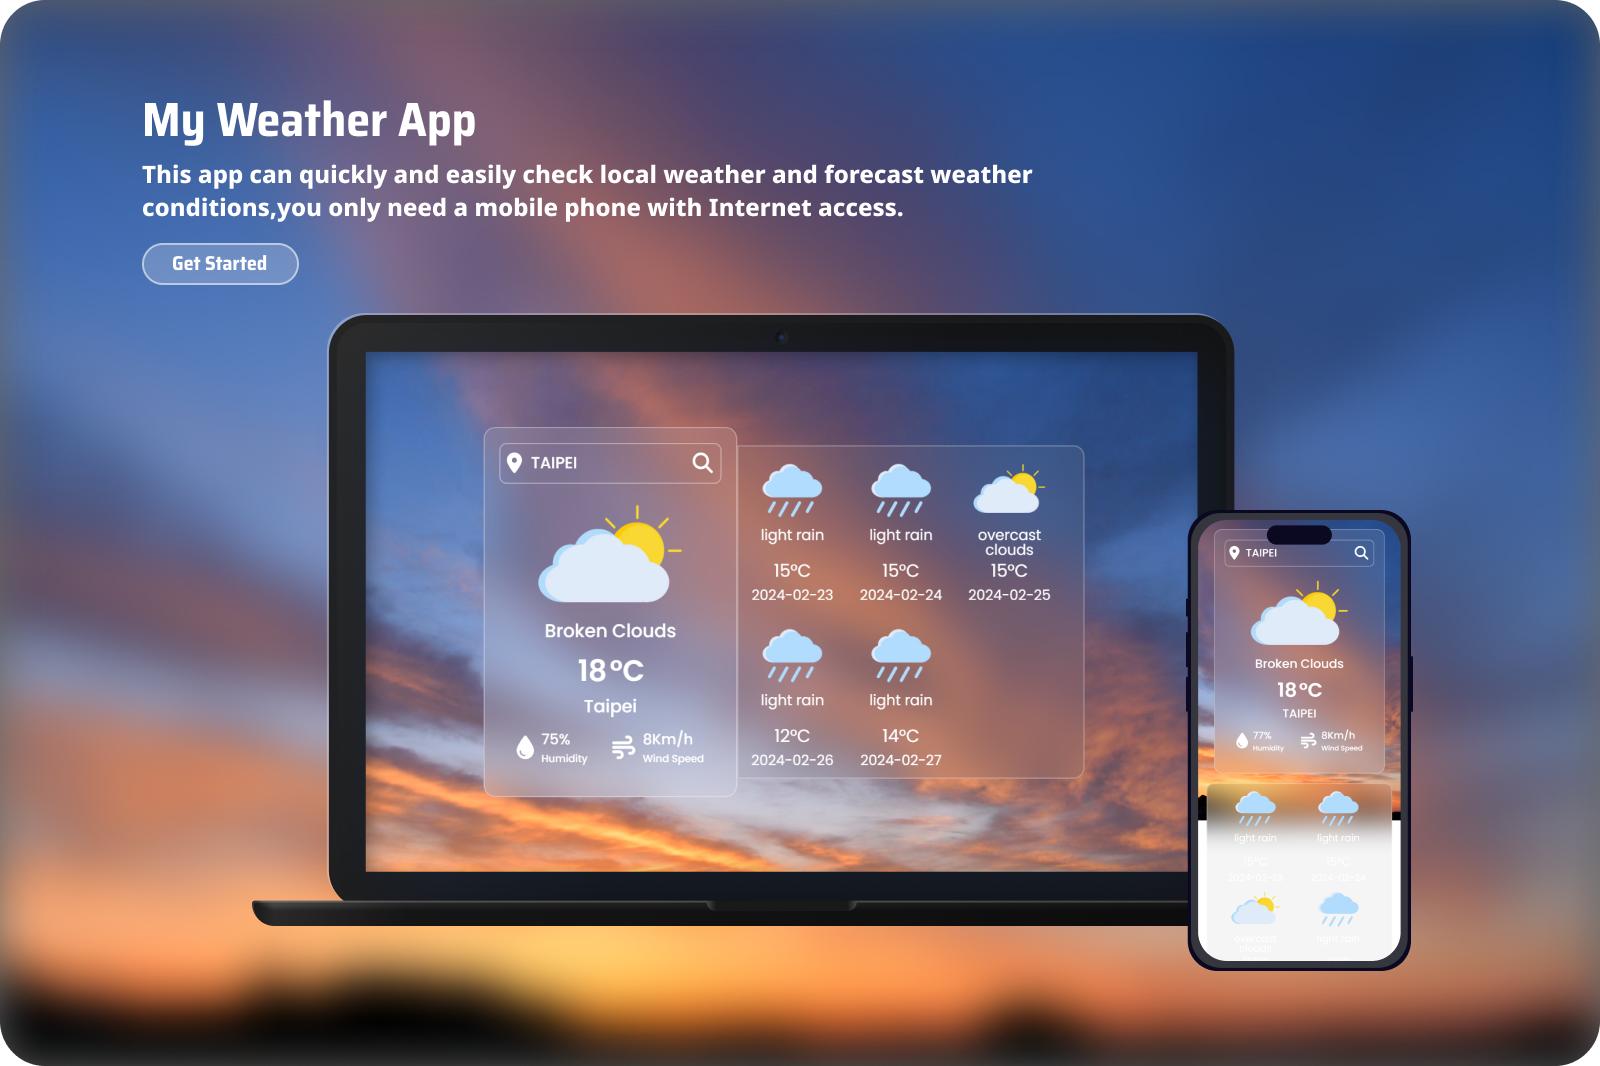 My Weather App
This app can quickly and easily check local weather and forecast weather
conditions,you only need a mobile phone with Internet access.
Get Started
TAIPEI
Broken Clouds
18°C
Taipei
75%
Humidity
8Km/h
Wind Speed
light rain
light rain
overcast
clouds
15°C
15°C
15°C
2024-02-23
2024-02-24
2024-02-25
light rain
light rain
12°C
14°C
2024-02-26
2024-02-27
TAIPEI
Broken Clouds
18°C
TAIPEI
77%
Humidity
8Km/h
Wind Speed
light rain
light rain
15°C
15°C
2024-02-23
2024-02-24
overcast
clouds
light rain